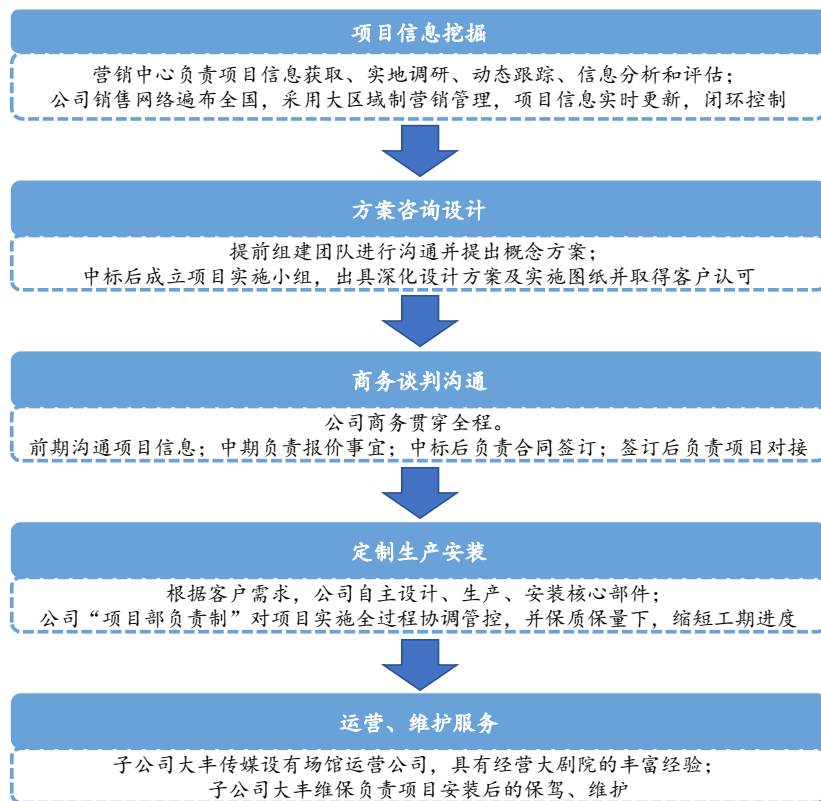 项目信息挖掘
营销中心负责项目信息获取、实地调研、动态跟踪、信息分析和评估；
公司销售网络遍布全国，采用大区域制营销管理，项目信息实时更新，闭环控制
方案咨询设计
提前组建团队进行沟通并提出概念方案；
中标后成立项目实施小组，出具深化设计方案及实施图纸并取得客户认可
商务谈判沟通
公司商务贯穿全程。
前期沟通项目信息；中期负责报价事宜；中标后负责合同签订；签订后负责项目对接
定制生产安装
根据客户需求，公司自主设计、生产、安装核心部件；
公司“项目部负责制”对项目实施全过程协调管控，并保质保量下，缩短工期进度
运营、维护服务
子公司大丰传媒设有场馆运营公司，具有经营大剧院的丰富经验；
子公司大丰维保负责项目安装后的保驾、维护